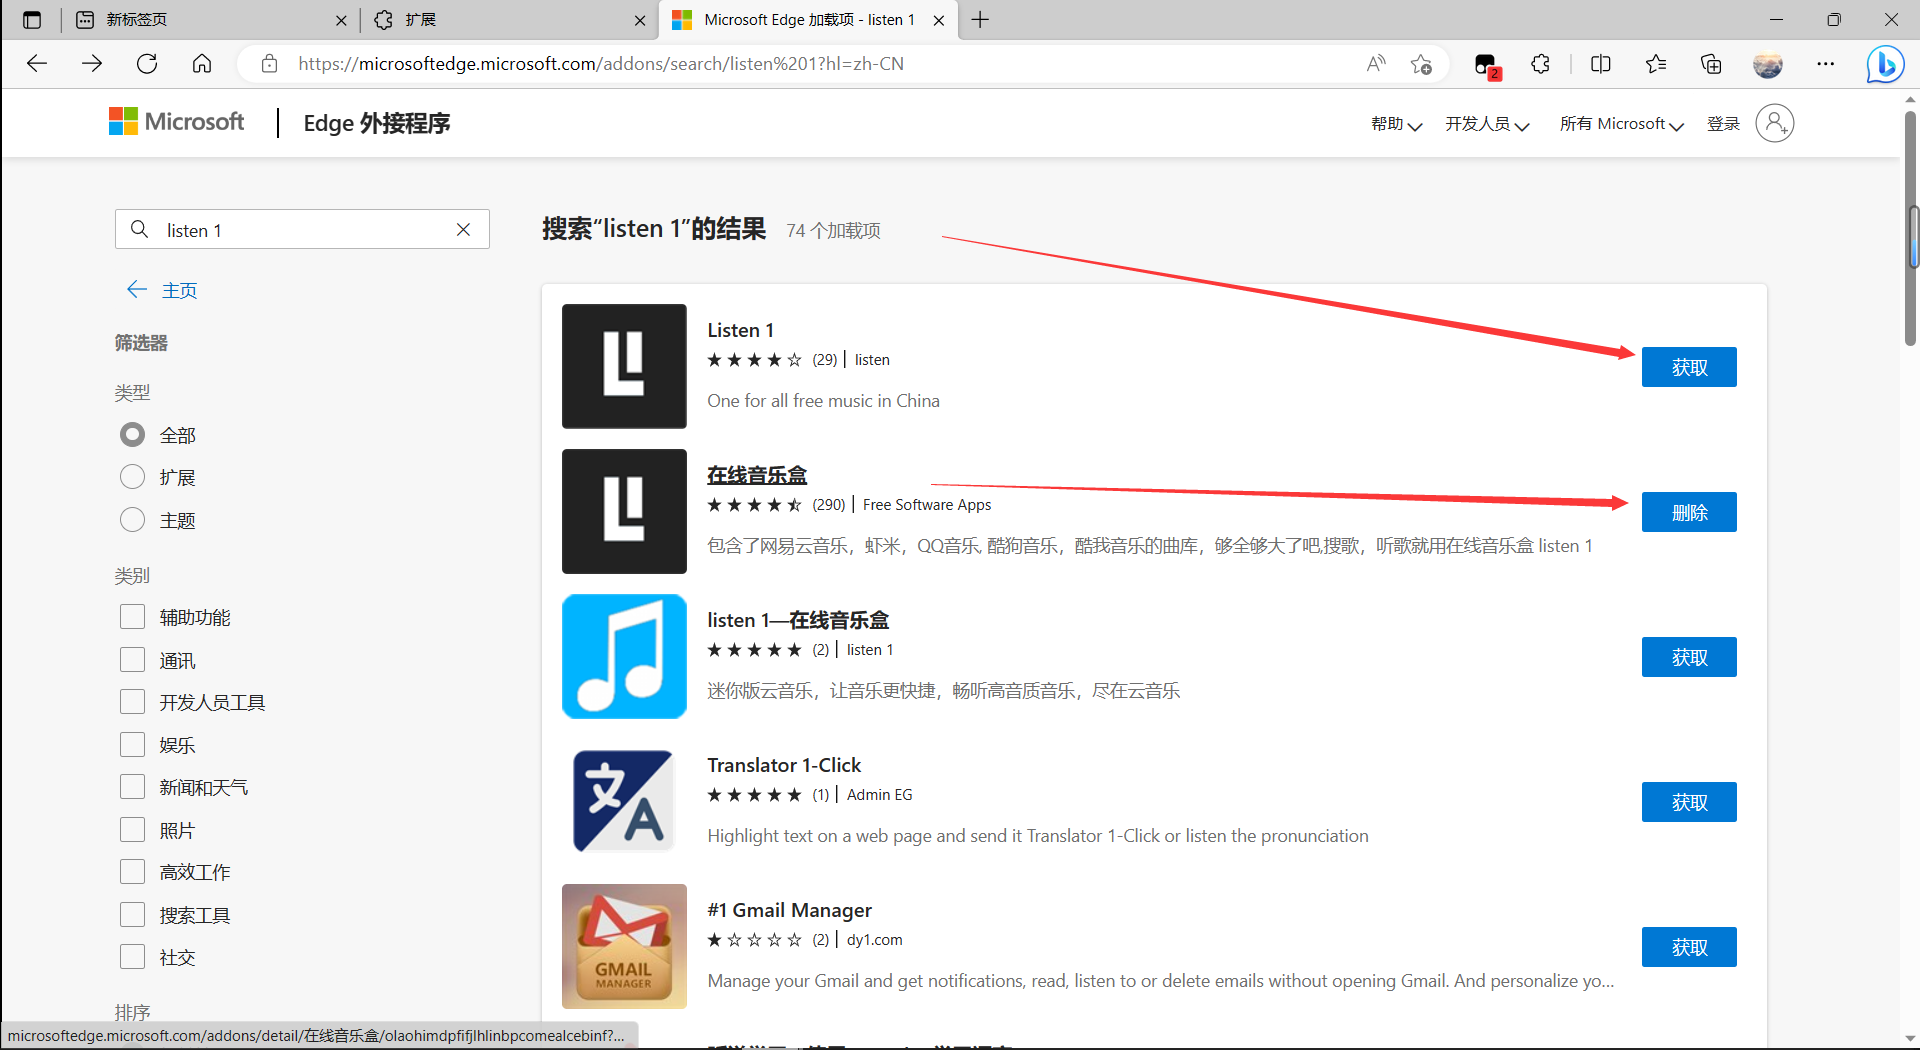 新标签页
扩展
Microsoft Edge 加载项 - listen 1
https://microsoftedge.microsoft.com/addons/search/listen%201?hl=zh-CN
2
Microsoft
Edge 外接程序
帮助
开发人员
所有 Microsoft
登录
listen 1
主页
筛选器
类型
全部
扩展
主题
类别
辅助功能
通讯
开发人员工具
娱乐
新闻和天气
照片
高效工作
搜索工具
社交
排序
搜索“listen 1”的结果 74 个加载项
Listen 1
(29) | listen
One for all free music in China
获取
在线音乐盒
(290) | Free Software Apps
包含了网易云音乐，虾米，QQ音乐, 酷狗音乐，酷我音乐的曲库，够全够大了吧,搜歌，听歌就用在线音乐盒 listen 1
删除
listen 1—在线音乐盒
(2) | listen 1
迷你版云音乐，让音乐更快捷，畅听高音质音乐，尽在云音乐
获取
文
A
Translator 1-Click
(1) | Admin EG
Highlight text on a web page and send it Translator 1-Click or listen the pronunciation
获取
GMAIL
MANAGER
#1 Gmail Manager
(2) | dy1.com
Manage your Gmail and get notifications, read, listen to or delete emails without opening Gmail. And personalize yo...
获取
microsoftedge.microsoft.com/addons/detail/在线音乐盒/olaohimdpfifjlhlinbpcomealcebinf?...